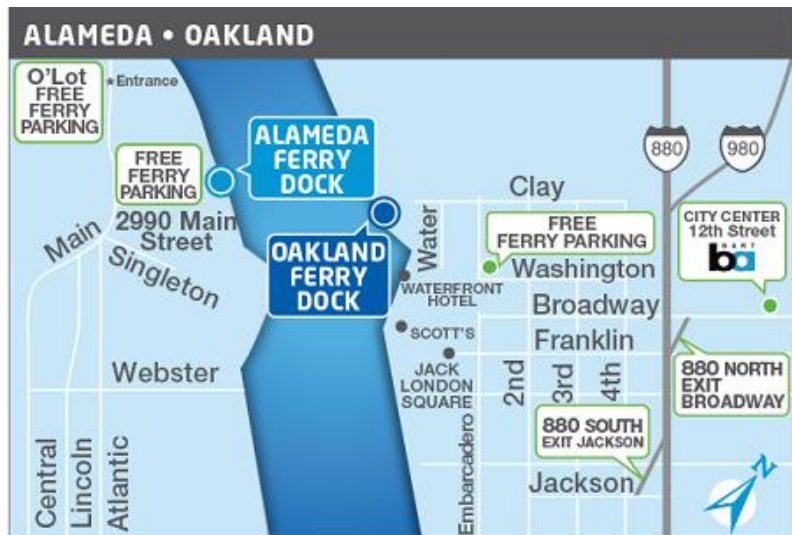 ALAMEDA • OAKLAND
O'Lot
FREE
FERRY
PARKING
*Entrance
FREE
FERRY
PARKING
ALAMEDA
FERRY
DOCK
2990 Main
Street
Main
Singleton
OAKLAND
FERRY
DOCK
Water
Clay
880
980
FREE
FERRY PARKING
CITY CENTER
12th Street
BART
ba
Washington
WATERFRONT
HOTEL
Broadway
SCOTT'S
Franklin
JACK
LONDON
SQUARE
Webster
2nd
3rd
4th
880 NORTH
EXIT
BROADWAY
880 SOUTH
EXIT JACKSON
Embarcadero
Jackson
Central
Lincoln
Atlantic
N